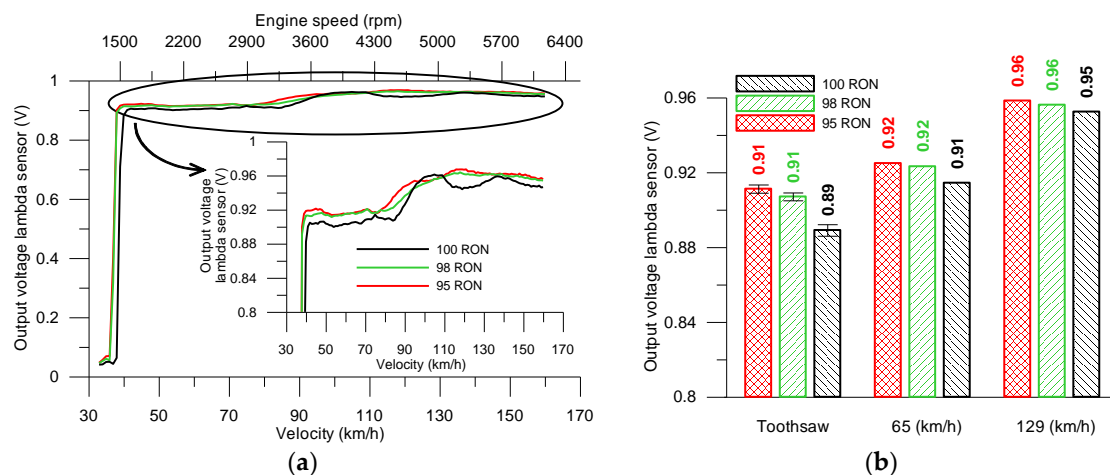 Engine speed (rpm)
1500 2200 2900 3600 4300 5000 5700 6400
Output voltage lambda sensor (V)
1
0.8
0.6
0.4
0.2
0
30 50 70 90 110 130 150 170
Velocity (km/h)
Output voltage
lambda sensor (V)
1
0.96
0.92
0.88
0.84
0.8
100 RON
98 RON
95 RON
30 50 70 90 110 130 150 170
Velocity (km/h)
(a)
Output voltage lambda sensor (V)
0.96
0.92
0.88
0.84
0.8
100 RON
98 RON
95 RON
0.91 0.91 0.89
0.92 0.92 0.91
0.96 0.96 0.95
Toothsaw 65 (km/h) 129 (km/h)
(b)